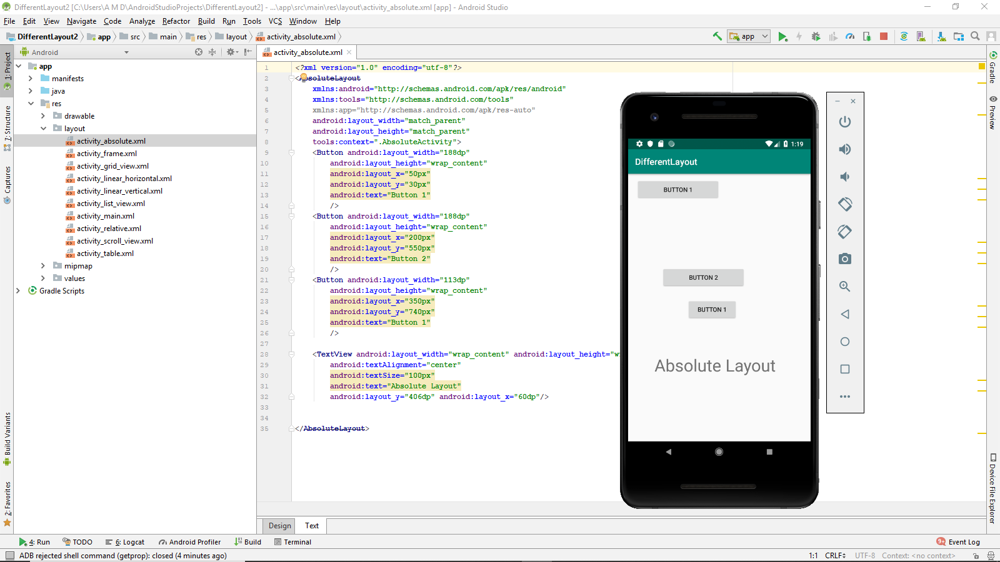 DifferentLayout2 [C:\Users\A M D\AndroidStudioProjects\DifferentLayout2] - ...\app\src\main\res\layout\activity_absolute.xml [app] - Android Studio
File Edit View Navigate Code Analyze Refactor Build Run Tools VCS Window Help
DifferentLayout2 app src main res layout activity_absolute.xml app
Android
activity_absolute.xml
1: Project
7: Structure
Captures
Build Variants
2: Favorites
app
manifests
java
res
drawable
layout
activity_absolute.xml
activity_frame.xml
activity_grid_view.xml
activity_linear_horizontal.xml
activity_linear_vertical.xml
activity_list_view.xml
activity_main.xml
activity_relative.xml
activity_scroll_view.xml
activity_table.xml
mipmap
values
Gradle Scripts
1 <?xml version="1.0" encoding="utf-8"?>
2 <AbsoluteLayout
3 xmlns:android="http://schemas.android.com/apk/res/android"
4 xmlns:tools="http://schemas.android.com/tools"
5 xmlns:app="http://schemas.android.com/apk/res-auto"
6 android:layout_width="match_parent"
7 android:layout_height="match_parent"
8 tools:context=".AbsoluteActivity">
9 <Button android:layout_width="188dp"
10 android:layout_height="wrap_content"
11 android:layout_x="50px"
12 android:layout_y="30px"
13 android:text="Button 1"
14 />
15 <Button android:layout_width="188dp"
16 android:layout_height="wrap_content"
17 android:layout_x="200px"
18 android:layout_y="550px"
19 android:text="Button 2"
20 />
21 <Button android:layout_width="113dp"
22 android:layout_height="wrap_content"
23 android:layout_x="350px"
24 android:layout_y="740px"
25 android:text="Button 1"
26 />
27
28 <TextView android:layout_width="wrap_content" android:layout_height="w
29 android:textAlignment="center"
30 android:textSize="100px"
31 android:text="Absolute Layout"
32 android:layout_y="406dp" android:layout_x="60dp"/>
33
34
35 </AbsoluteLayout>
1:19
DifferentLayout
BUTTON 1
BUTTON 2
BUTTON 1
Absolute Layout
Gradle
Preview
Device File Explorer
Design Text
4: Run TODO 6: Logcat Android Profiler Build Terminal 9+ Event Log
ADB rejected shell command (getprop): closed (4 minutes ago) 1:1 CRLF UTF-8 Context: <no context>